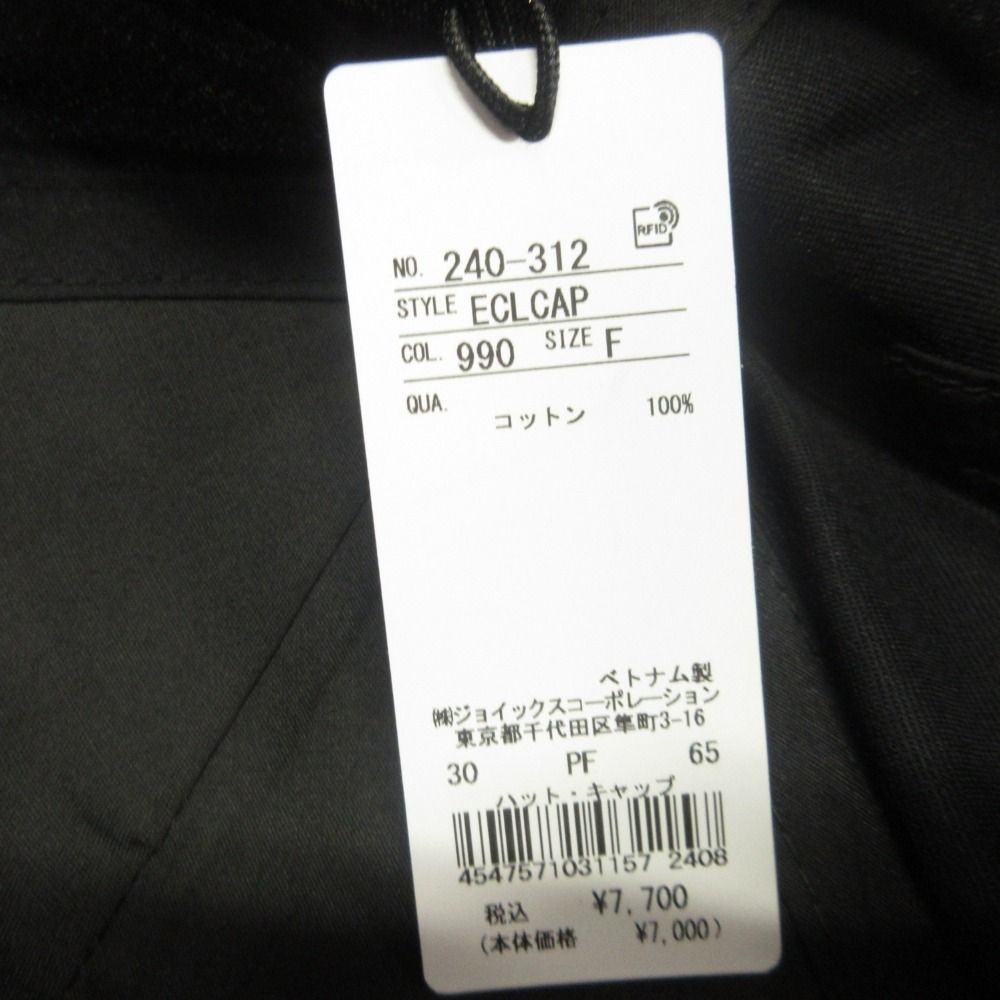 RFID
NO. 240-312
STYLE ECLCAP
COL. 990 SIZE F
QUA. コットン 100%
ベトナム製
㈱ジョイックスコーポレーション
東京都千代田区隼町3-16
30 PF 65
ハット・キャップ
4547571031157 2408
税込 ¥7,700
(本体価格 ¥7,000)